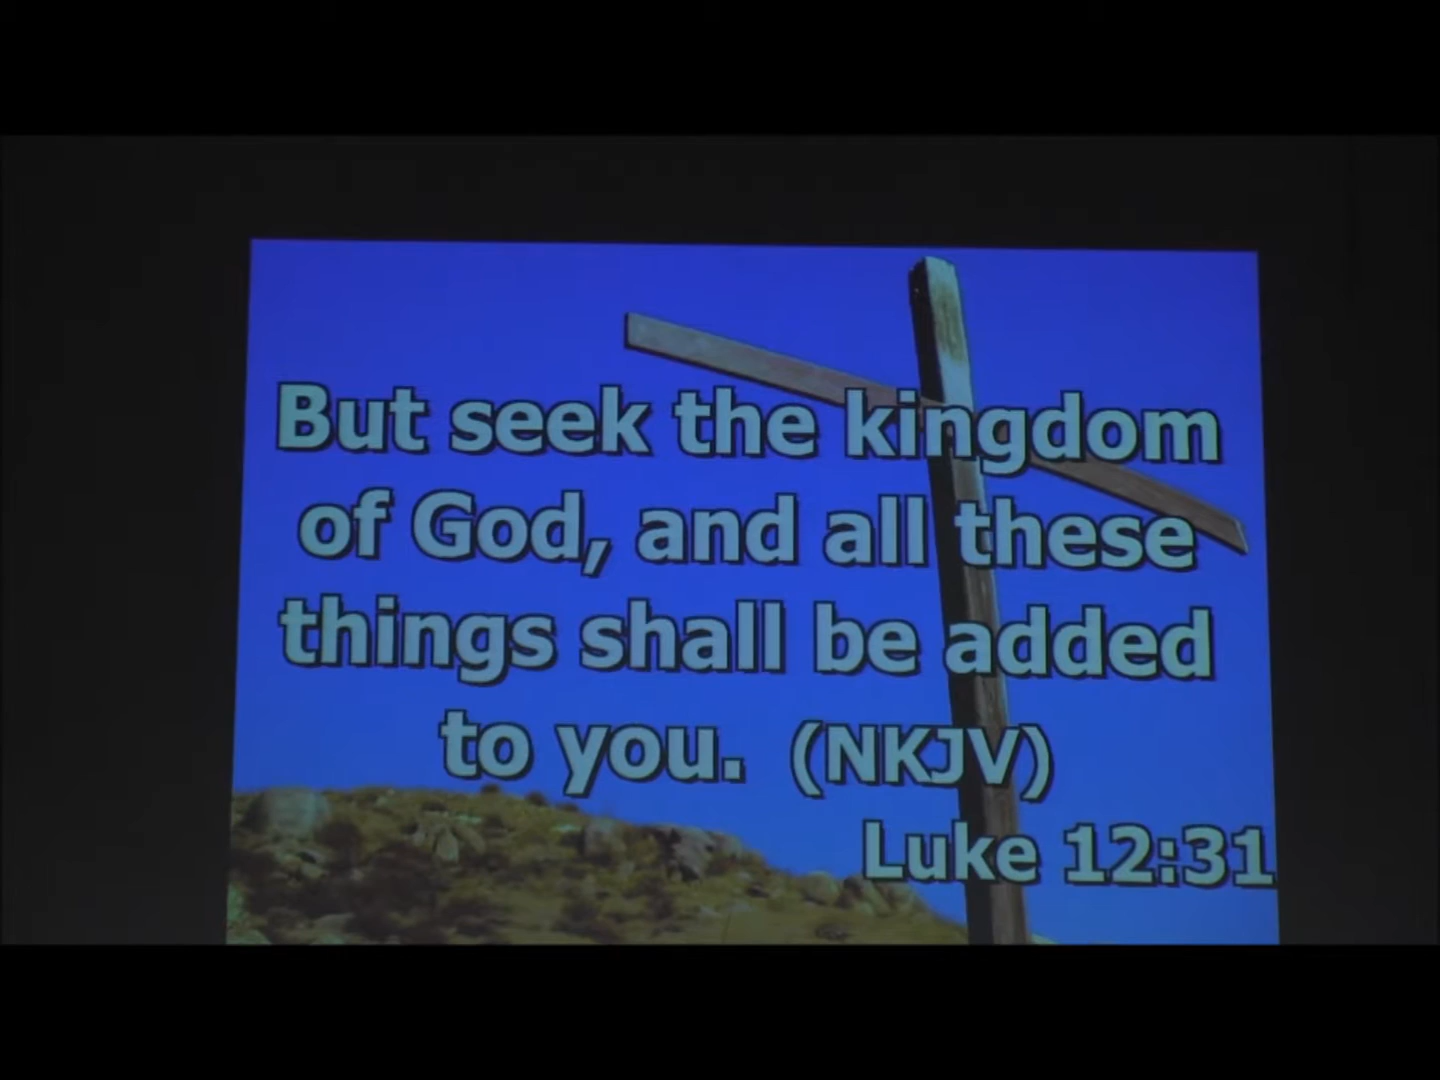 But seek the kingdom
of God, and all these
things shall be added
to you. (NKJV)
Luke 12:31